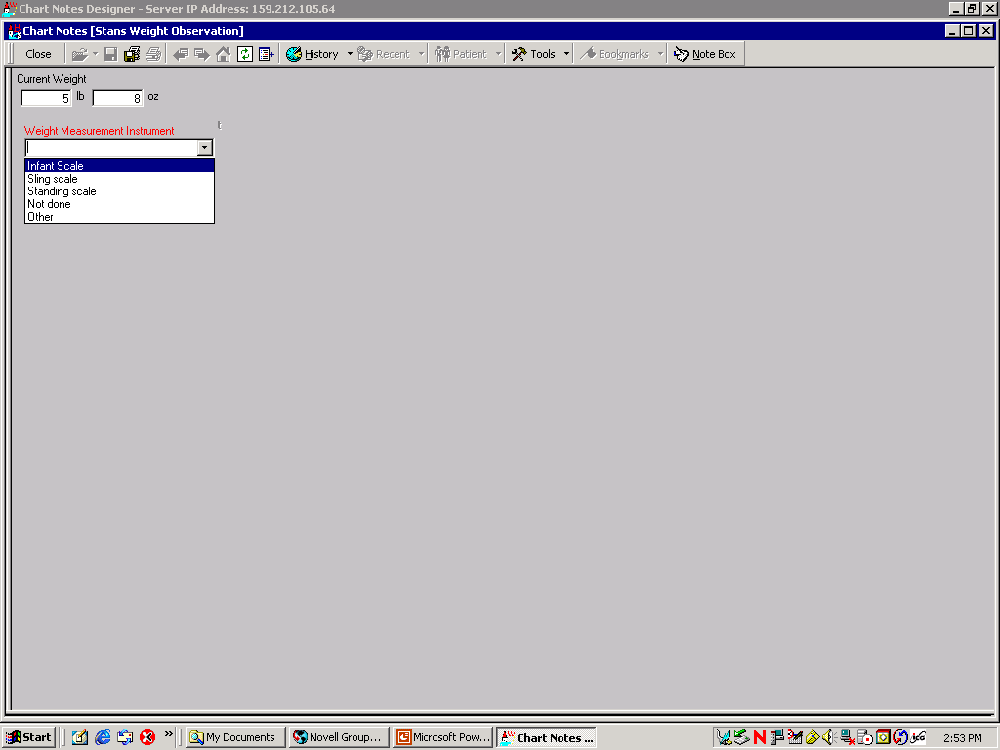 Chart Notes Designer - Server IP Address: 159.212.105.64
Chart Notes [Stans Weight Observation]
Close History Recent Patient Tools Bookmarks Note Box
Current Weight
5 lb 8 oz
Weight Measurement Instrument
Infant Scale
Sling scale
Standing scale
Not done
Other
Start » My Documents Novell Group... Microsoft Pow... Chart Notes ... 2:53 PM